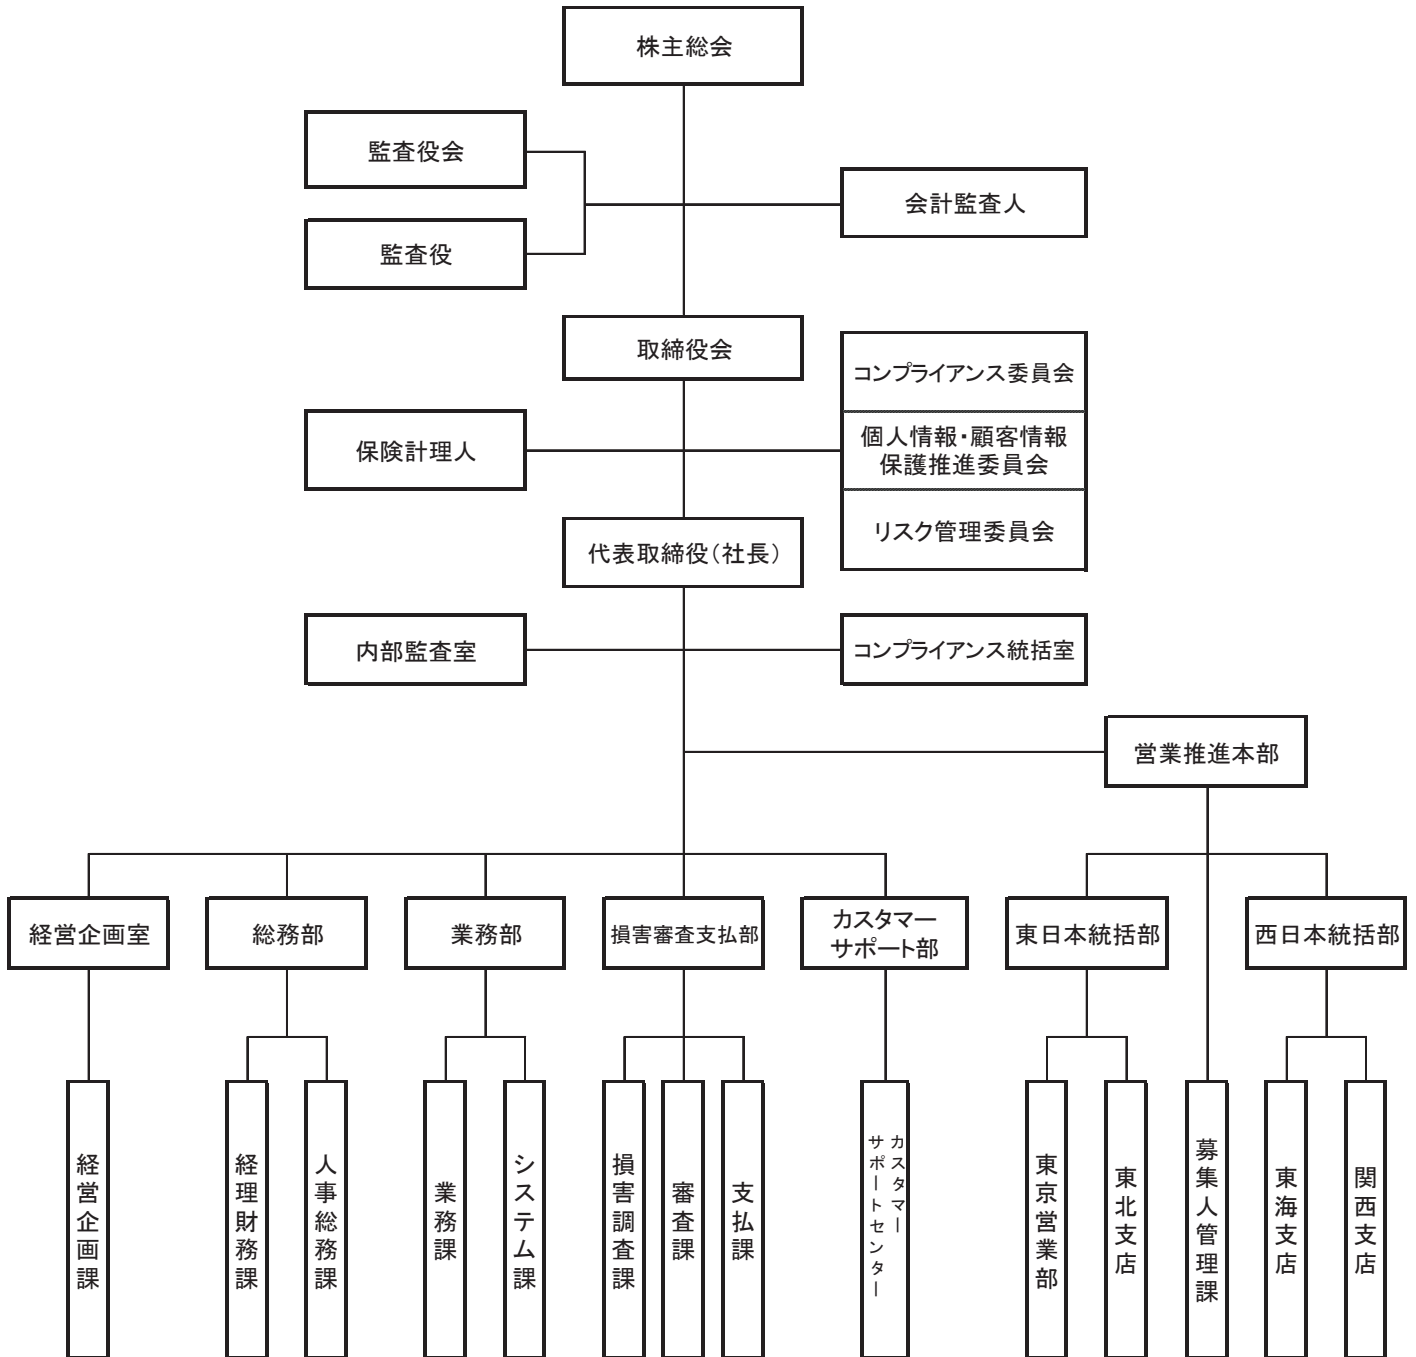 株主総会
監査役会
会計監査人
監査役
取締役会
コンプライアンス委員会
個人情報・顧客情報
保護推進委員会
保険計理人
リスク管理委員会
代表取締役(社長)
内部監査室
コンプライアンス統括室
営業推進本部
経営企画室
総務部
業務部
損害審査支払部
カスタマー
サポート部
東日本統括部
西日本統括部
経営企画課
経理財務課
人事総務課
業務課
システム課
損害調査課
審査課
支払課
カスタマー
サポートセンター
東京営業部
東北支店
募集人管理課
東海支店
関西支店